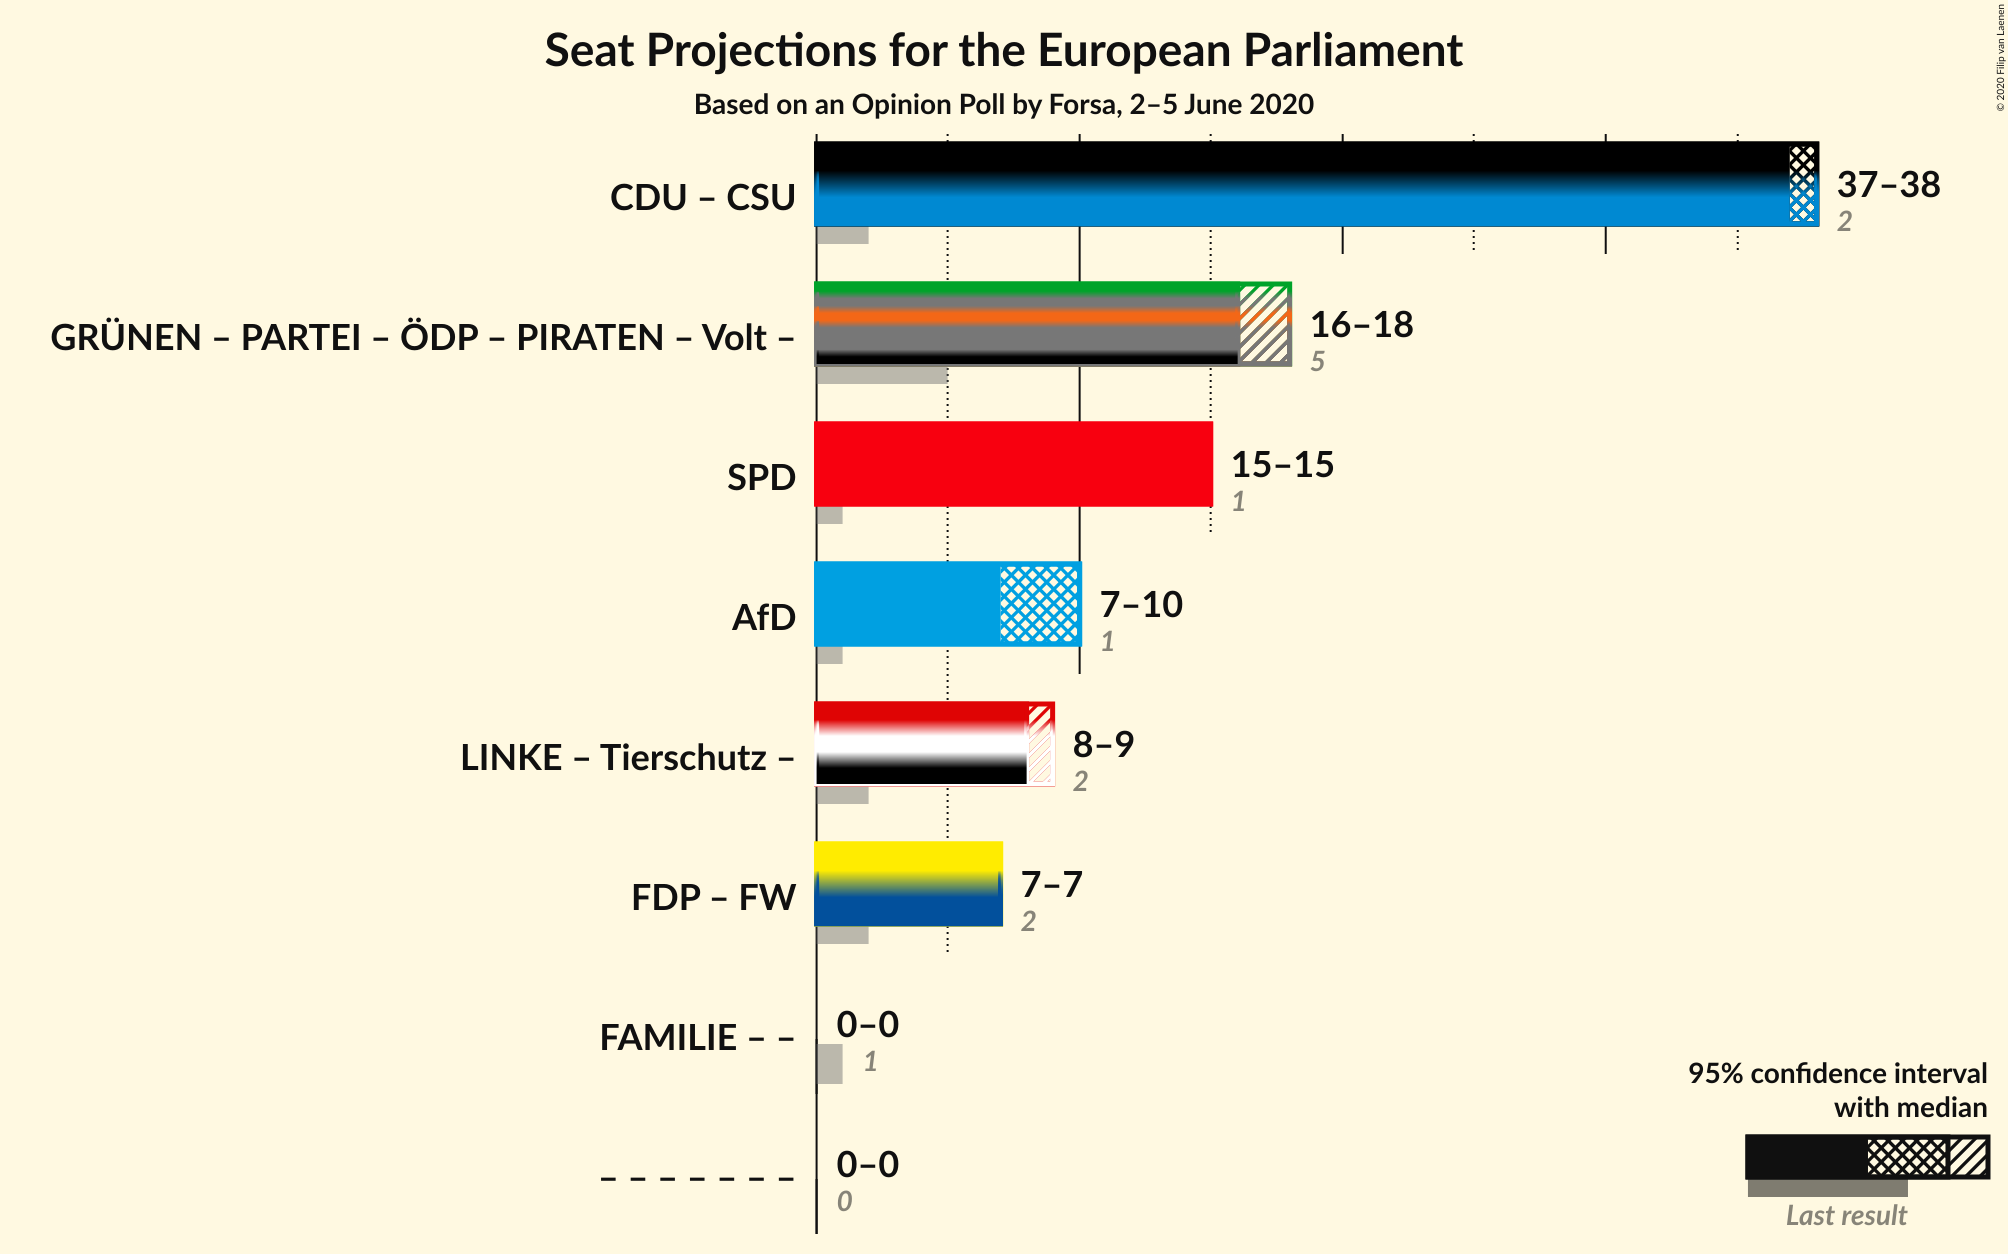 Seat Projections for the European Parliament
Based on an Opinion Poll by Forsa, 2–5 June 2020
© 2020 Filip van Laenen
CDU – CSU
37–38
2
GRÜNEN – PARTEI – ÖDP – PIRATEN – Volt –
16–18
5
SPD
15–15
1
AfD
7–10
1
LINKE – Tierschutz –
8–9
2
FDP – FW
7–7
2
FAMILIE – –
0–0
1
– – – – – – –
0–0
0
95% confidence interval
with median
Last result